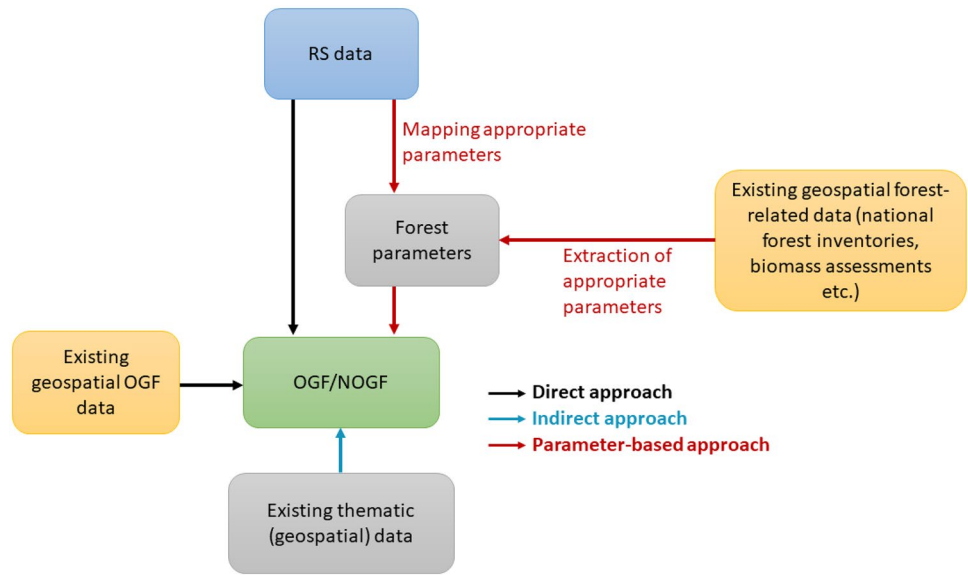 RS data
Mapping appropriate
parameters
Existing geospatial forest-
related data (national
forest inventories,
biomass assessments
etc.)
Forest
parameters
Extraction of
appropriate
parameters
Existing
geospatial OGF
data
OGF/NOGF
Direct approach
Indirect approach
Parameter-based approach
Existing thematic
(geospatial) data